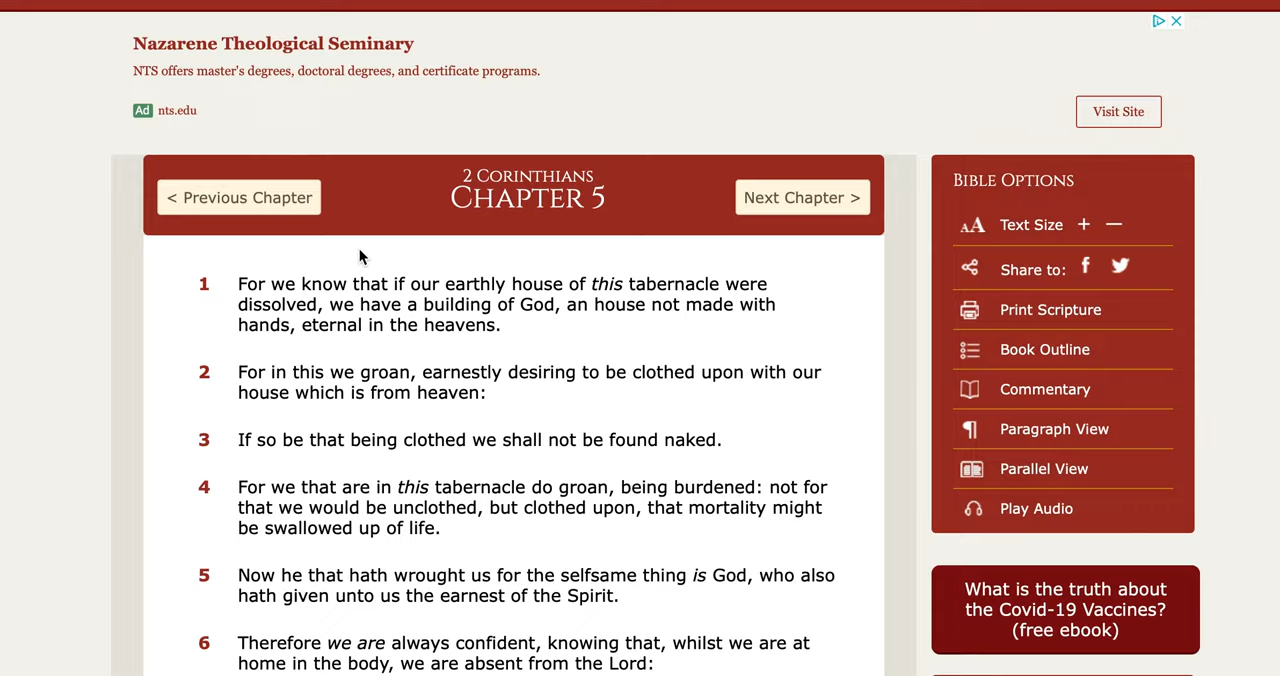 Nazarene Theological Seminary
NTS offers master's degrees, doctoral degrees, and certificate programs.
Ad nts.edu
Visit Site
2 Corinthians
Chapter 5
< Previous Chapter
Next Chapter >
1 For we know that if our earthly house of this tabernacle were
dissolved, we have a building of God, an house not made with
hands, eternal in the heavens.
2 For in this we groan, earnestly desiring to be clothed upon with our
house which is from heaven:
3 If so be that being clothed we shall not be found naked.
4 For we that are in this tabernacle do groan, being burdened: not for
that we would be unclothed, but clothed upon, that mortality might
be swallowed up of life.
5 Now he that hath wrought us for the selfsame thing is God, who also
hath given unto us the earnest of the Spirit.
6 Therefore we are always confident, knowing that, whilst we are at
home in the body, we are absent from the Lord:
Bible Options
AA Text Size + —
Share to:
Print Scripture
Book Outline
Commentary
Paragraph View
Parallel View
Play Audio
What is the truth about
the Covid-19 Vaccines?
(free ebook)